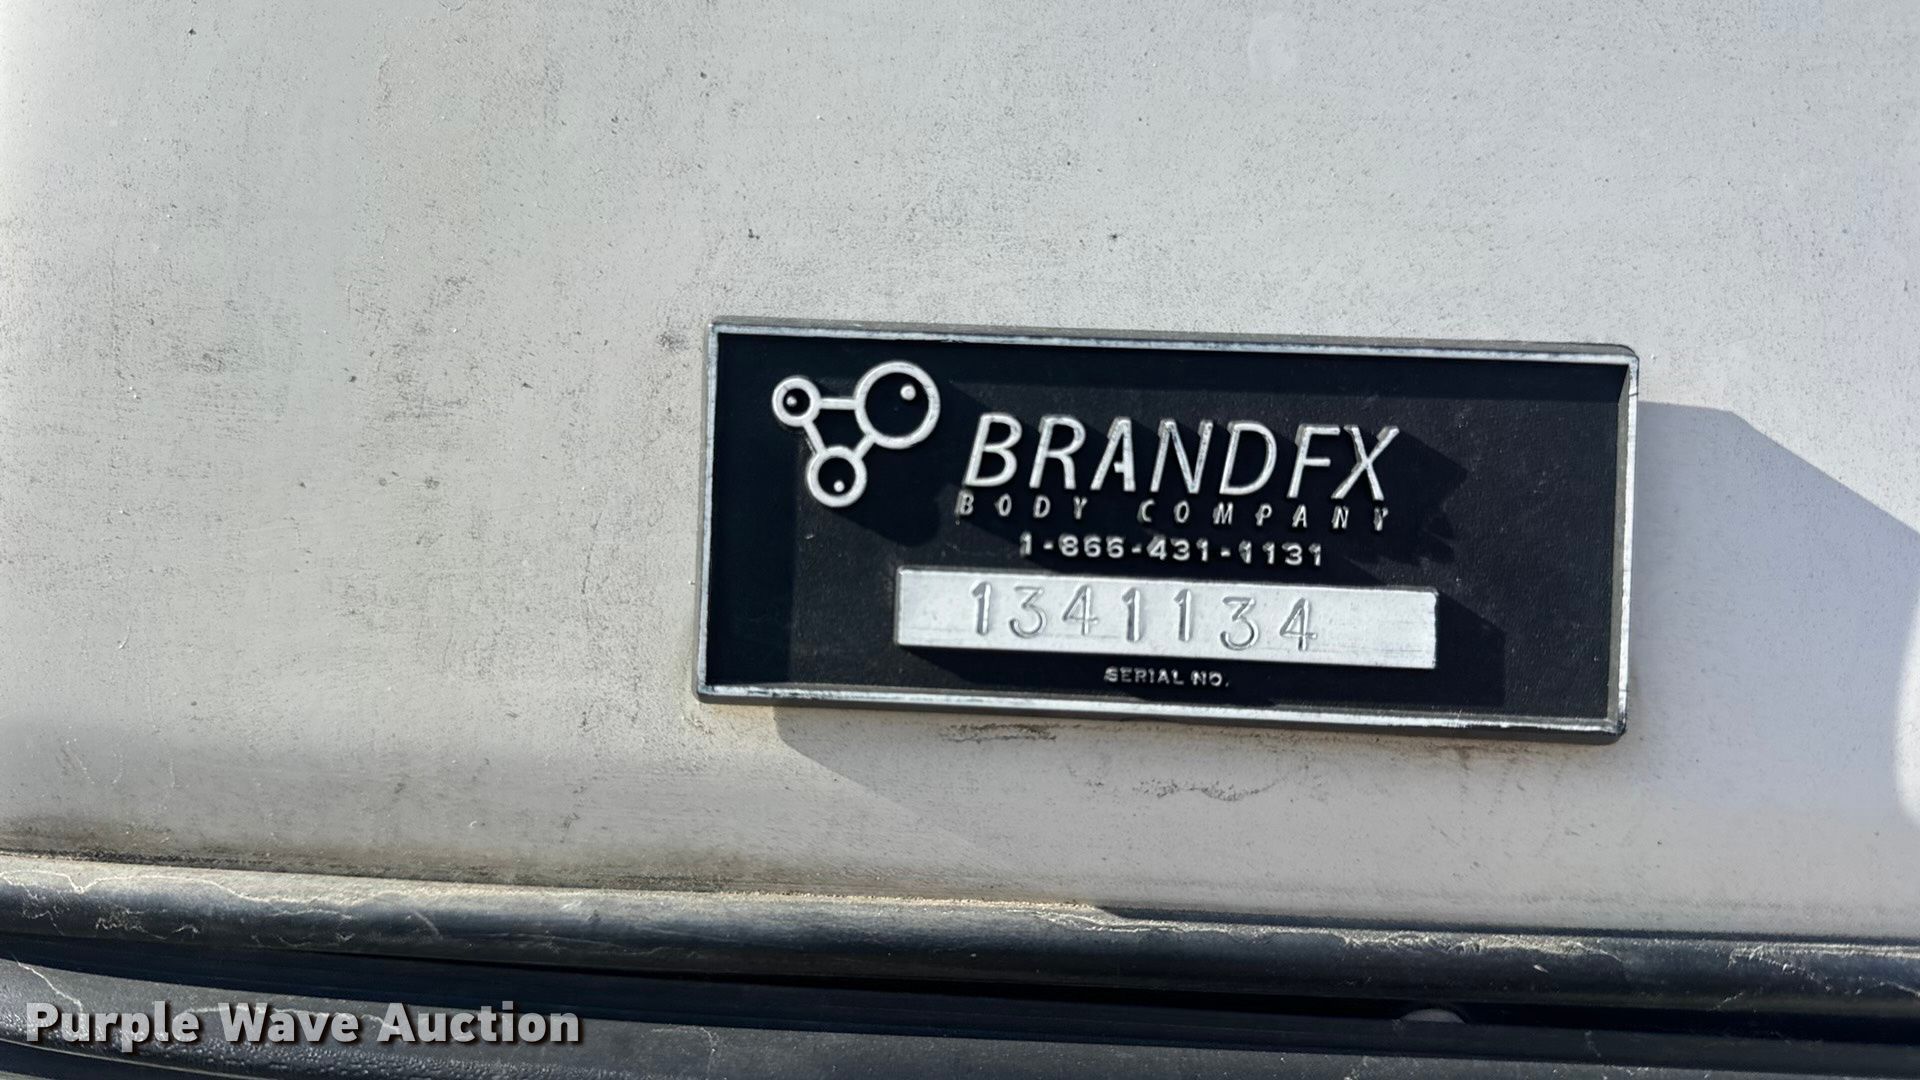 BRANDFX
BODY COMPANY
1-866-431-1131
1341134
SERIAL NO.
Purple Wave Auction